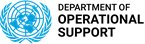 DEPARTMENT OF
OPERATIONAL
SUPPORT